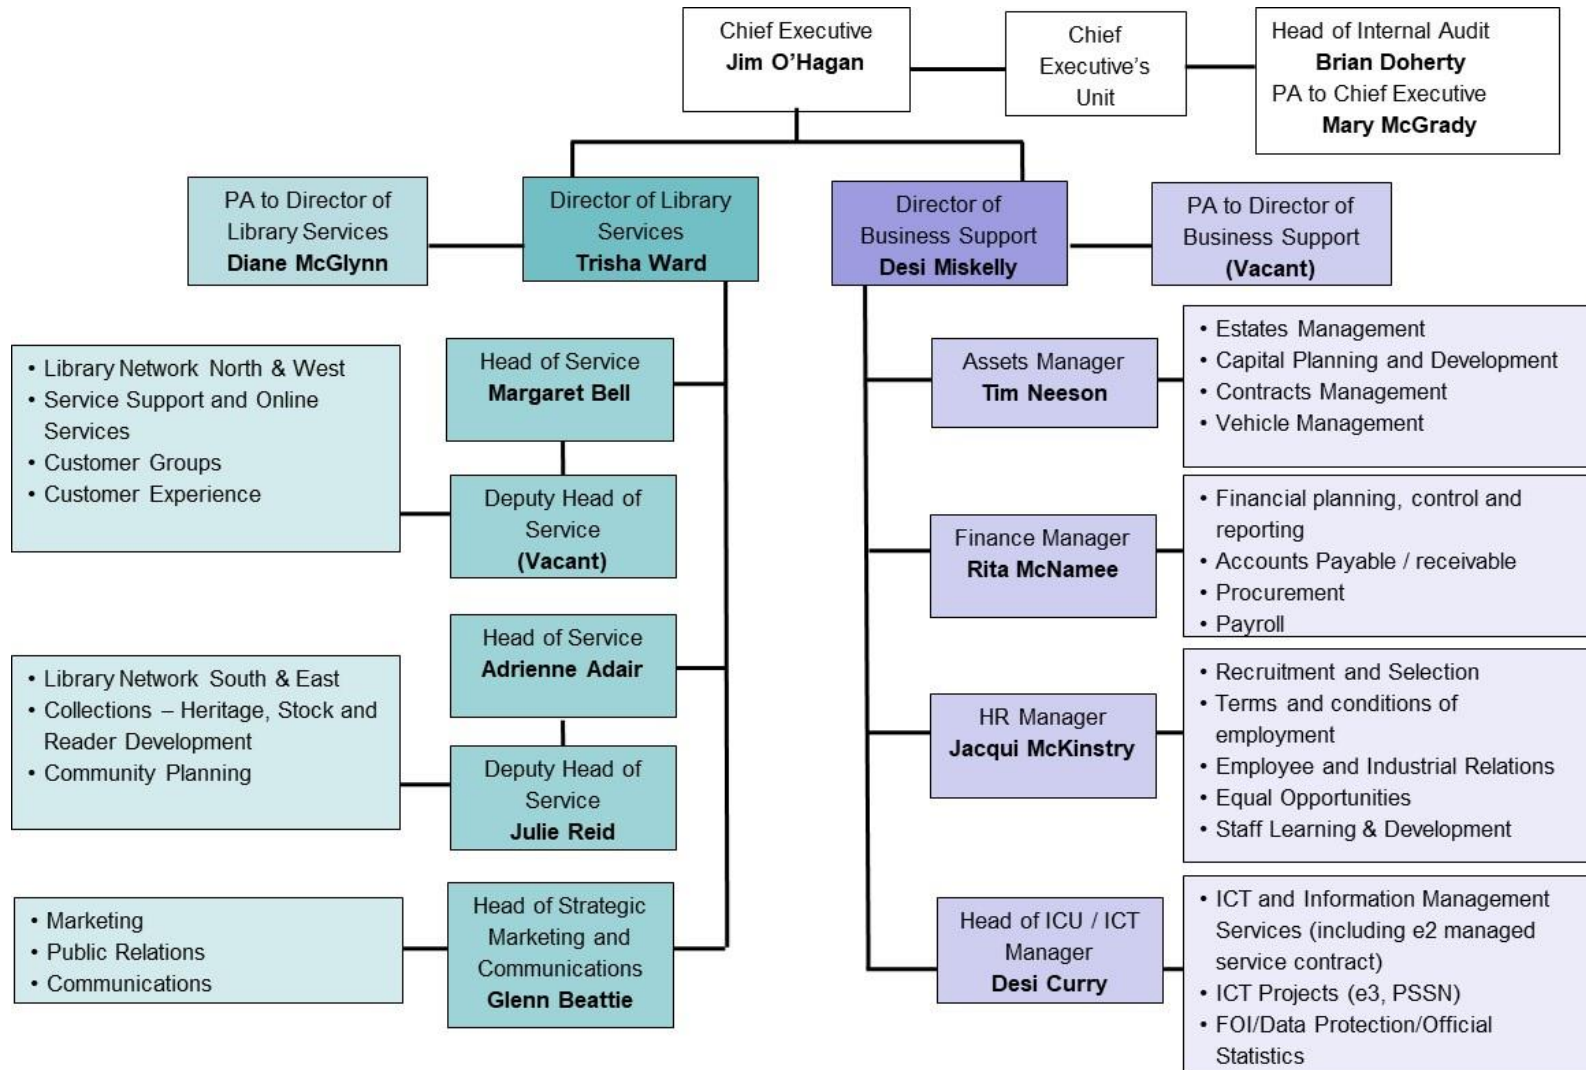 Chief Executive
Jim O’Hagan
Chief
Executive’s
Unit
Head of Internal Audit
Brian Doherty
PA to Chief Executive
Mary McGrady
PA to Director of
Library Services
Diane McGlynn
Director of Library
Services
Trisha Ward
Director of
Business Support
Desi Miskelly
PA to Director of
Business Support
(Vacant)
• Library Network North & West
• Service Support and Online
Services
• Customer Groups
• Customer Experience
Head of Service
Margaret Bell
Deputy Head of
Service
(Vacant)
Assets Manager
Tim Neeson
• Estates Management
• Capital Planning and Development
• Contracts Management
• Vehicle Management
Finance Manager
Rita McNamee
• Financial planning, control and
reporting
• Accounts Payable / receivable
• Procurement
• Payroll
• Library Network South & East
• Collections – Heritage, Stock and
Reader Development
• Community Planning
Head of Service
Adrienne Adair
Deputy Head of
Service
Julie Reid
HR Manager
Jacqui McKinstry
• Recruitment and Selection
• Terms and conditions of
employment
• Employee and Industrial Relations
• Equal Opportunities
• Staff Learning & Development
• Marketing
• Public Relations
• Communications
Head of Strategic
Marketing and
Communications
Glenn Beattie
Head of ICU / ICT
Manager
Desi Curry
• ICT and Information Management
Services (including e2 managed
service contract)
• ICT Projects (e3, PSSN)
• FOI/Data Protection/Official
Statistics